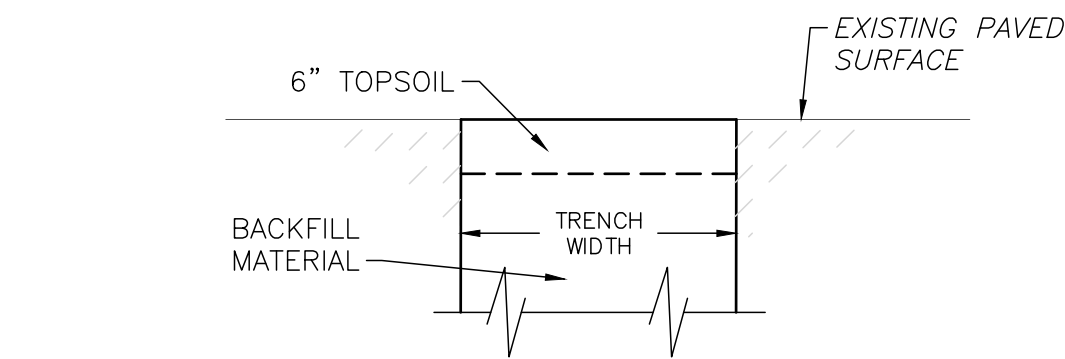 EXISTING PAVED
SURFACE
6” TOPSOIL
BACKFILL
MATERIAL
TRENCH
WIDTH